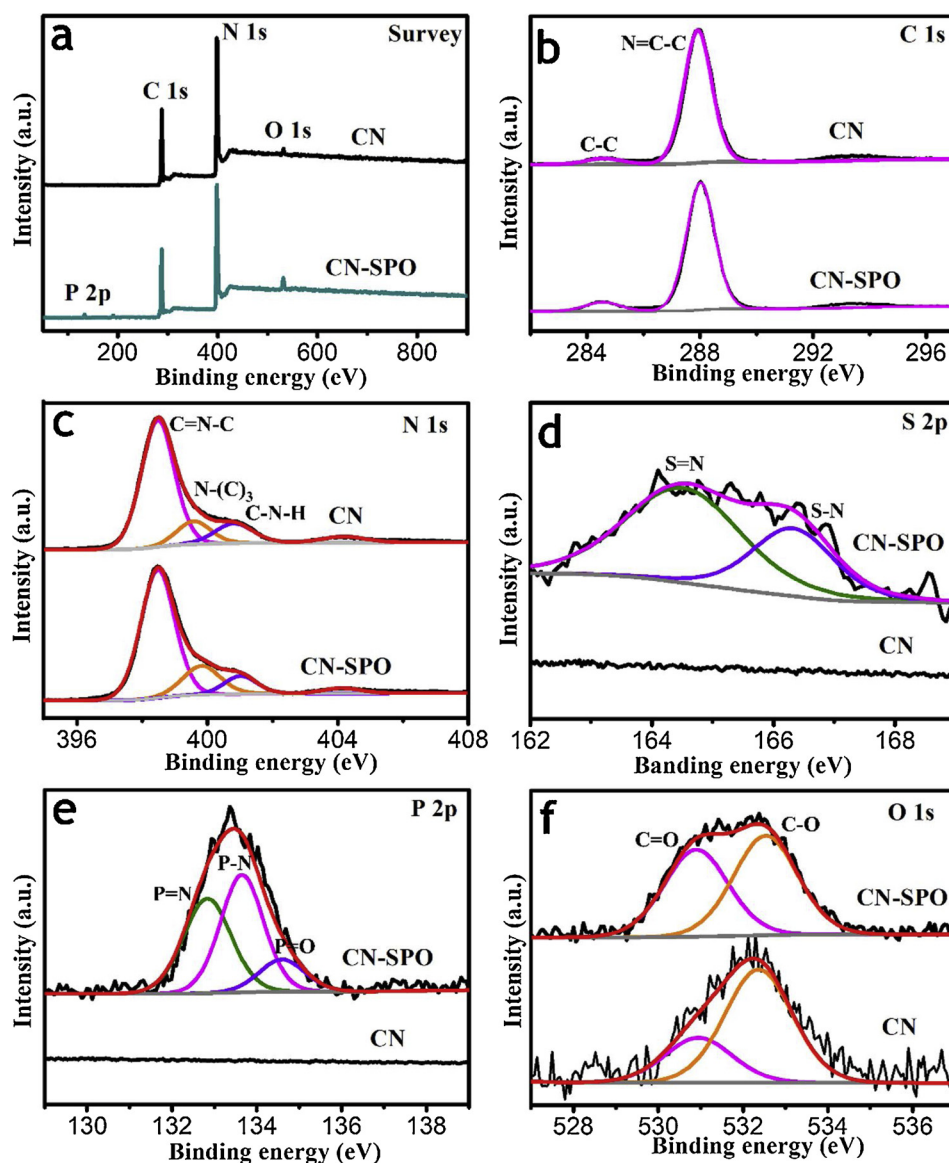 a
Survey
N 1s
C 1s
O 1s
CN
P 2p
CN-SPO
Intensity (a.u.)
200 400 600 800
Binding energy (eV)
b
C 1s
N=C-C
C-C
CN
CN-SPO
Intensity (a.u.)
284 288 292 296
Binding energy (eV)
c
N 1s
C=N-C
N-(C)3
C-N-H
CN
CN-SPO
Intensity (a.u.)
396 400 404 408
Binding energy (eV)
d
S 2p
S=N
S-N
CN-SPO
CN
Intensity (a.u.)
162 164 166 168
Banding energy (eV)
e
P 2p
P-N
P=N
P=O
CN-SPO
CN
Intensity (a.u.)
130 132 134 136 138
Binding energy (eV)
f
O 1s
C=O
C-O
CN-SPO
CN
Intensity (a.u.)
528 530 532 534 536
Binding energy (eV)